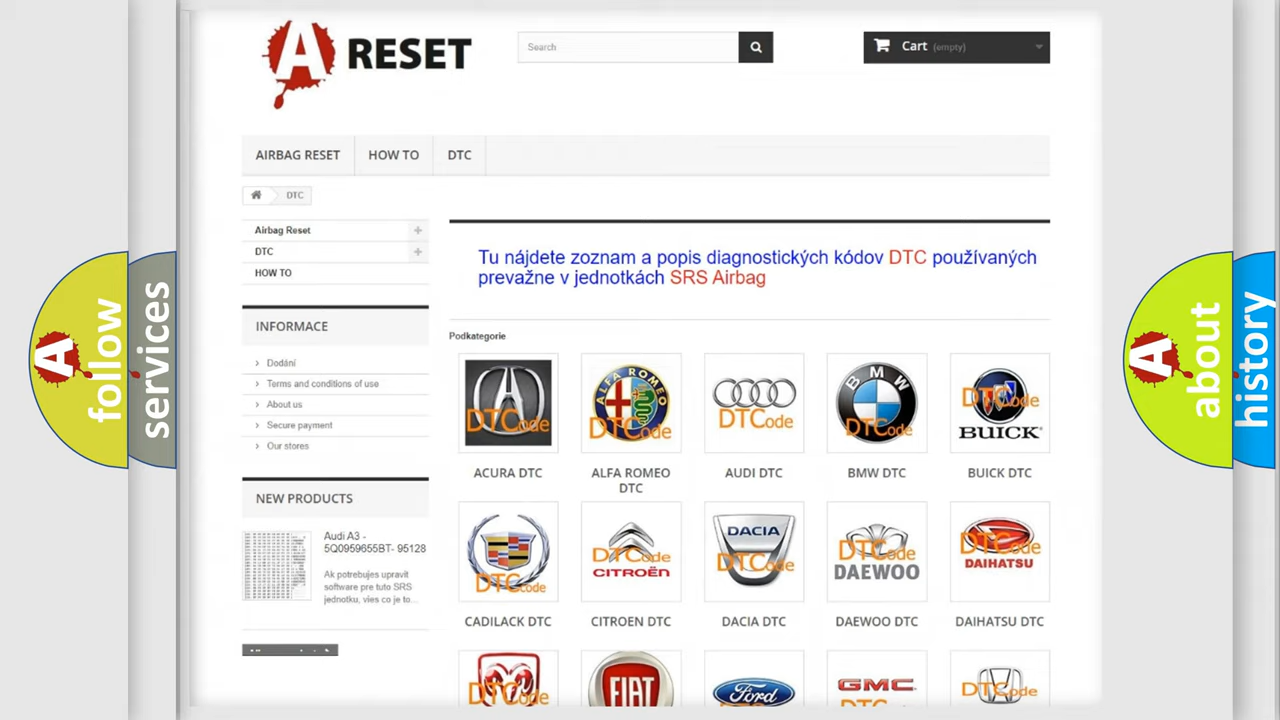 A RESET
Search
Cart (empty)
AIRBAG RESET
HOW TO
DTC
DTC
Airbag Reset
DTC
HOW TO
Tu nájdete zoznam a popis diagnostických kódov DTC používaných
prevažne v jednotkách SRS Airbag
INFORMACE
Dodání
Terms and conditions of use
About us
Secure payment
Our stores
NEW PRODUCTS
Audi A3 -
5Q0959655BT- 95128
Ak potrebujes upravit
software pre tuto SRS
jednotku, vies co je to...
Podkategorie
DTCode
ALFA ROMEO
DTCode
DTCode
BMW
DTCode
DTCode
BUICK
ACURA DTC
ALFA ROMEO
DTC
AUDI DTC
BMW DTC
BUICK DTC
DTCode
DTCode
CITROËN
DACIA
DTCode
DTCode
DAEWOO
DTCode
DAIHATSU
CADILACK DTC
CITROEN DTC
DACIA DTC
DAEWOO DTC
DAIHATSU DTC
DTCode
FIAT
Ford
GMC
DTCode
A follow
services
A about
history